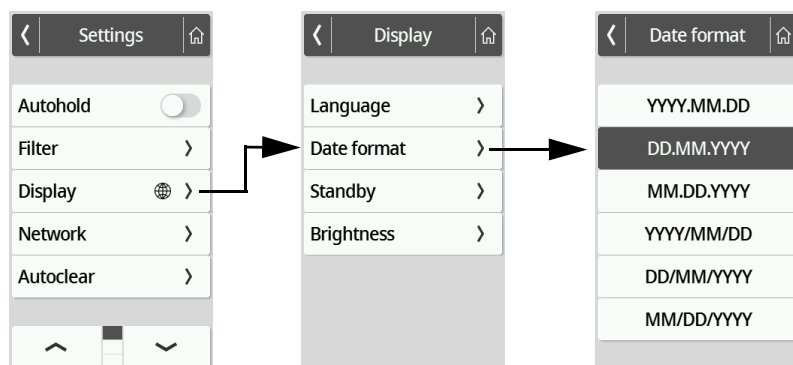 Settings
Autohold
Filter
Display
Network
Autoclear
Display
Language
Date format
Standby
Brightness
Date format
YYYY.MM.DD
DD.MM.YYYY
MM.DD.YYYY
YYYY/MM/DD
DD/MM/YYYY
MM/DD/YYYY